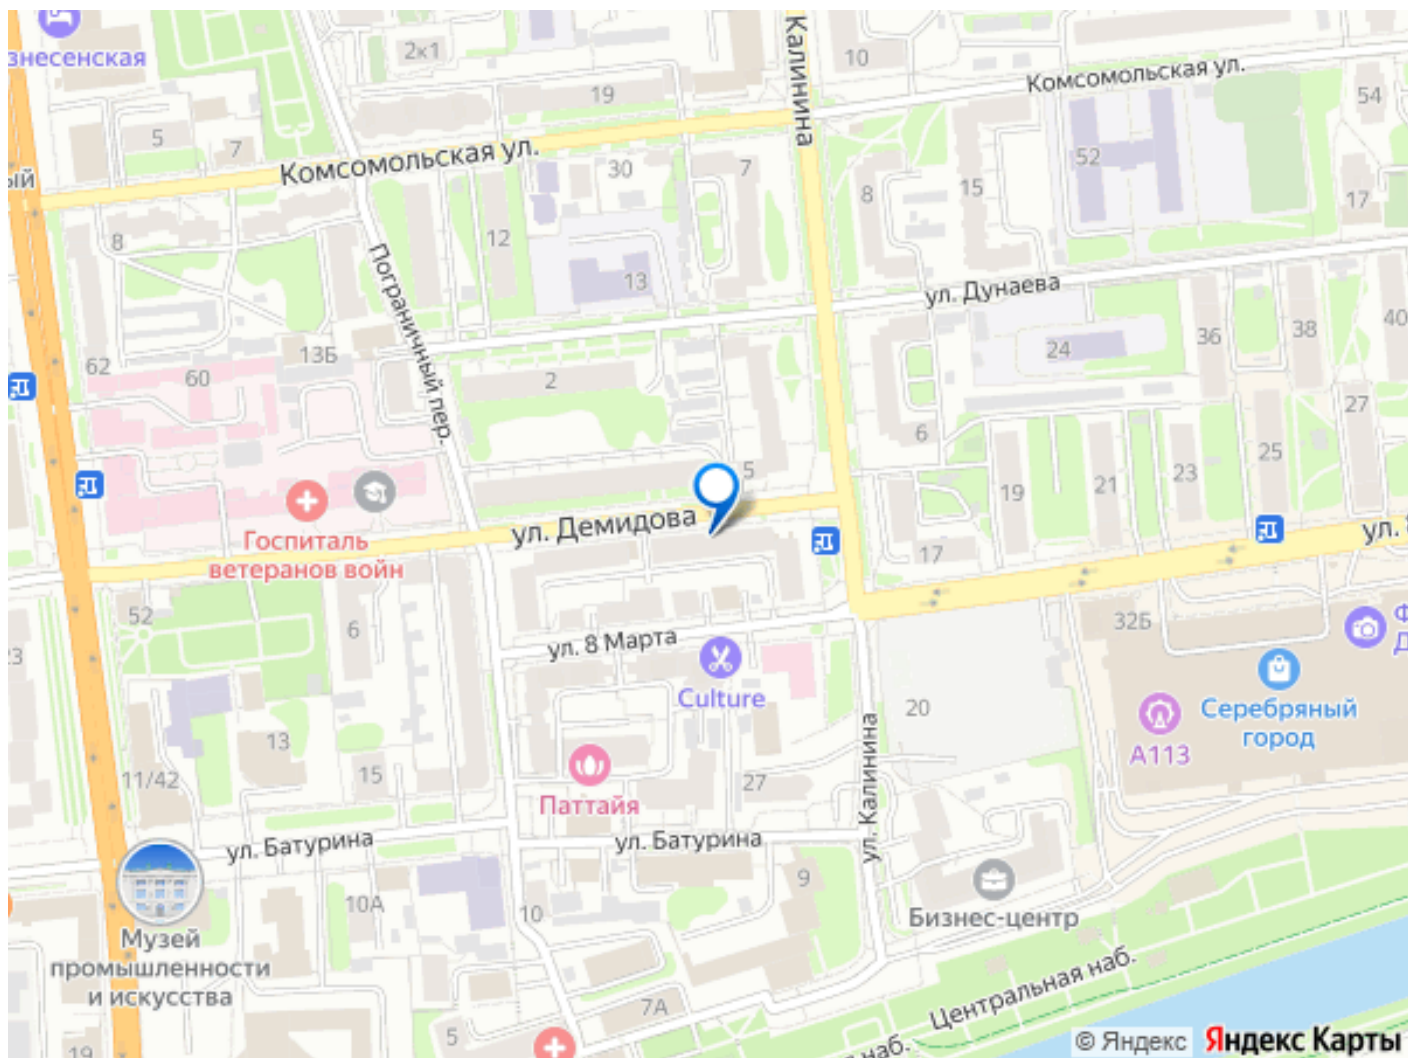 знесенская
2к1
10
Калинина
Комсомольская ул.
19
54
5
7
Комсомольская ул.
30
7
52
8
15
17
ый
8
12
13
Пограничный пер.
ул. Дунаева
62
60
13Б
2
24
36
38
40
27
6
5
19
21
23
25
ул. Демидова
Госпиталь
ветеранов войн
17
ул. 8
52
6
23
ул. 8 Марта
Culture
32Б
20
Серебряный
город
А113
Ф
Д
13
15
11/42
Паттайя
27
ул. Калинина
ул. Батурина
ул. Батурина
9
10А
10
Бизнес-центр
Музей
промышленности
и искусства
Центральная наб.
7А
5
19
наб.
© Яндекс
Яндекс Карты